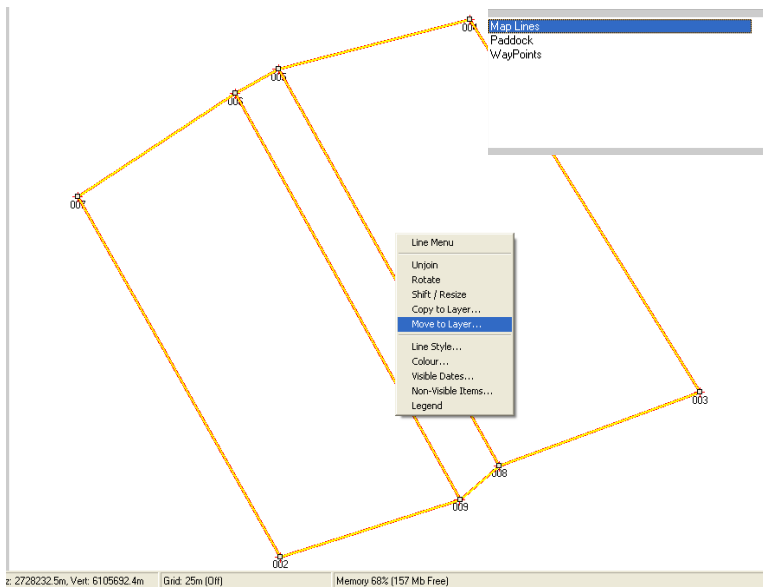 004
Map Lines
Paddock
WayPoints
005
006
007
Line Menu
Unjoin
Rotate
Shift / Resize
Copy to Layer...
Move to Layer...
Line Style...
Colour...
Visible Dates...
Non-Visible Items...
Legend
003
008
009
002
z: 2728232.5m, Vert: 6105692.4m
Grid: 25m (Off)
Memory 68% (157 Mb Free)